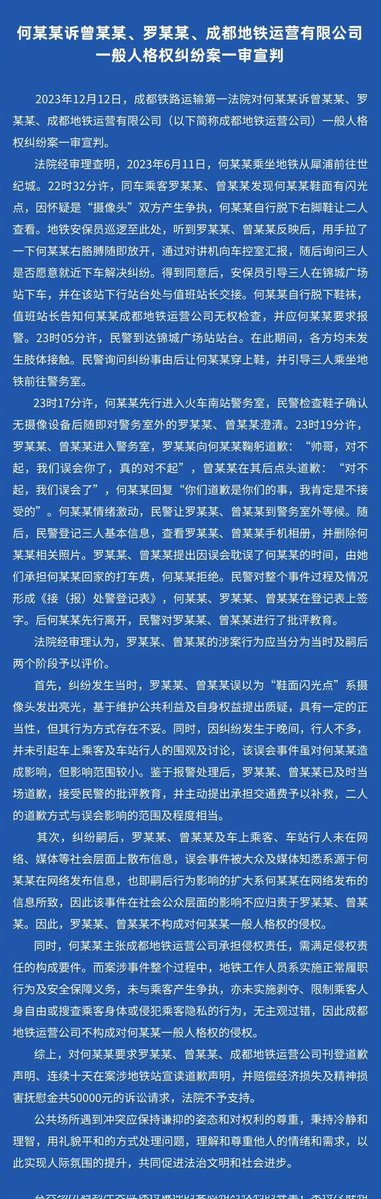 何某某诉曾某某、罗某某、成都地铁运营有限公司
一般人格权纠纷案一审宣判
2023年12月12日，成都铁路运输第一法院对何某某诉曾某某、罗
某某、成都地铁运营有限公司（以下简称成都地铁运营公司）一般人格
权纠纷案一审宣判。
法院经审理查明，2023年6月11日，何某某乘坐地铁从犀浦前往世
纪城。22时32分许，同车乘客罗某某、曾某某发现何某某鞋面有闪光
点，因怀疑是“摄像头”双方产生争执，何某某自行脱下右脚鞋让二人
查看。地铁安保员巡逻至此处，听到罗某某、曾某某反映后，用手拉了
一下何某某右胳膊随即放开，通过对讲机向车控室汇报，随后询问三人
是否愿意就近下车解决纠纷。得到同意后，安保员引导三人在锦城广场
站下车，并在该站下行站台处与值班站长交接。何某某自行脱下鞋袜，
值班站长告知何某某成都地铁运营公司无权检查，并应何某某要求报
警。23时05分许，民警到达锦城广场站站台。在此期间，各方均未发
生肢体接触。民警询问纠纷事由后让何某某穿上鞋，并引导三人乘坐地
铁前往警务室。
23时17分许，何某某先行进入火车南站警务室，民警检查鞋子确认
无摄像设备后随即对警务室外的罗某某、曾某某澄清。23时19分许，
罗某某、曾某某进入警务室，罗某某向何某某鞠躬道歉：“帅哥，对不
起，我们误会你了，真的对不起”，曾某某在其后点头道歉：“对不
起，我们误会了”，何某某回复“你们道歉是你们的事，我肯定是不接
受的”。何某某情绪激动，民警让罗某某、曾某某到警务室外等候。随
后，民警登记三人基本信息，查看罗某某、曾某某手机相册，并删除何
某某相关照片。罗某某、曾某某提出因误会耽误了何某某的时间，由她
们承担何某某回家的打车费，何某某拒绝。民警对整个事件过程及情况
形成《接（报）处警登记表》，何某某、罗某某、曾某某在登记表上签
字。后何某某先行离开，民警对罗某某、曾某某进行了批评教育。
法院经审理认为，罗某某、曾某某的涉案行为应当分为当时及嗣后
两个阶段予以评价。
首先，纠纷发生当时，罗某某、曾某某误以为“鞋面闪光点”系摄
像头发出亮光，基于维护公共利益及自身权益提出质疑，具有一定的正
当性，但其行为方式存在不妥。同时，因纠纷发生于晚间，行人不多，
并未引起车上乘客及车站行人的围观及讨论，该误会事件虽对何某某造
成影响，但影响范围较小。鉴于报警处理后，罗某某、曾某某已及时当
场道歉，接受民警的批评教育，并主动提出承担交通费予以补救，二人
的道歉方式与误会影响的范围及程度相当。
其次，纠纷嗣后，罗某某、曾某某及车上乘客、车站行人未在网
络、媒体等社会层面上散布信息，误会事件被大众及媒体知悉系源于何
某某在网络发布信息，也即嗣后行为影响的扩大系何某某在网络发布的
信息所致，因此该事件在社会公众层面的影响不应归责于罗某某、曾某
某。因此，罗某某、曾某某不构成对何某某一般人格权的侵权。
同时，何某某主张成都地铁运营公司承担侵权责任，需满足侵权责
任的构成要件。而案涉事件整个过程中，地铁工作人员系实施正常履职
行为及安全保障义务，未与乘客产生争执，亦未实施剥夺、限制乘客人
身自由或搜查乘客身体或侵犯乘客隐私的行为，无主观过错，因此成都
地铁运营公司不构成对何某某一般人格权的侵权。
综上，对何某某要求罗某某、曾某某、成都地铁运营公司刊登道歉
声明、连续十天在案涉地铁站宣读道歉声明，并赔偿经济损失及精神损
害抚慰金共50000元的诉讼请求，法院不予支持。
公共场所遇到冲突应保持谦抑的姿态和对权利的尊重，秉持冷静和
理智，用礼貌平和的方式处理问题，理解和尊重他人的情绪和需求，以
此实现人际氛围的提升，共同促进法治文明和社会进步。